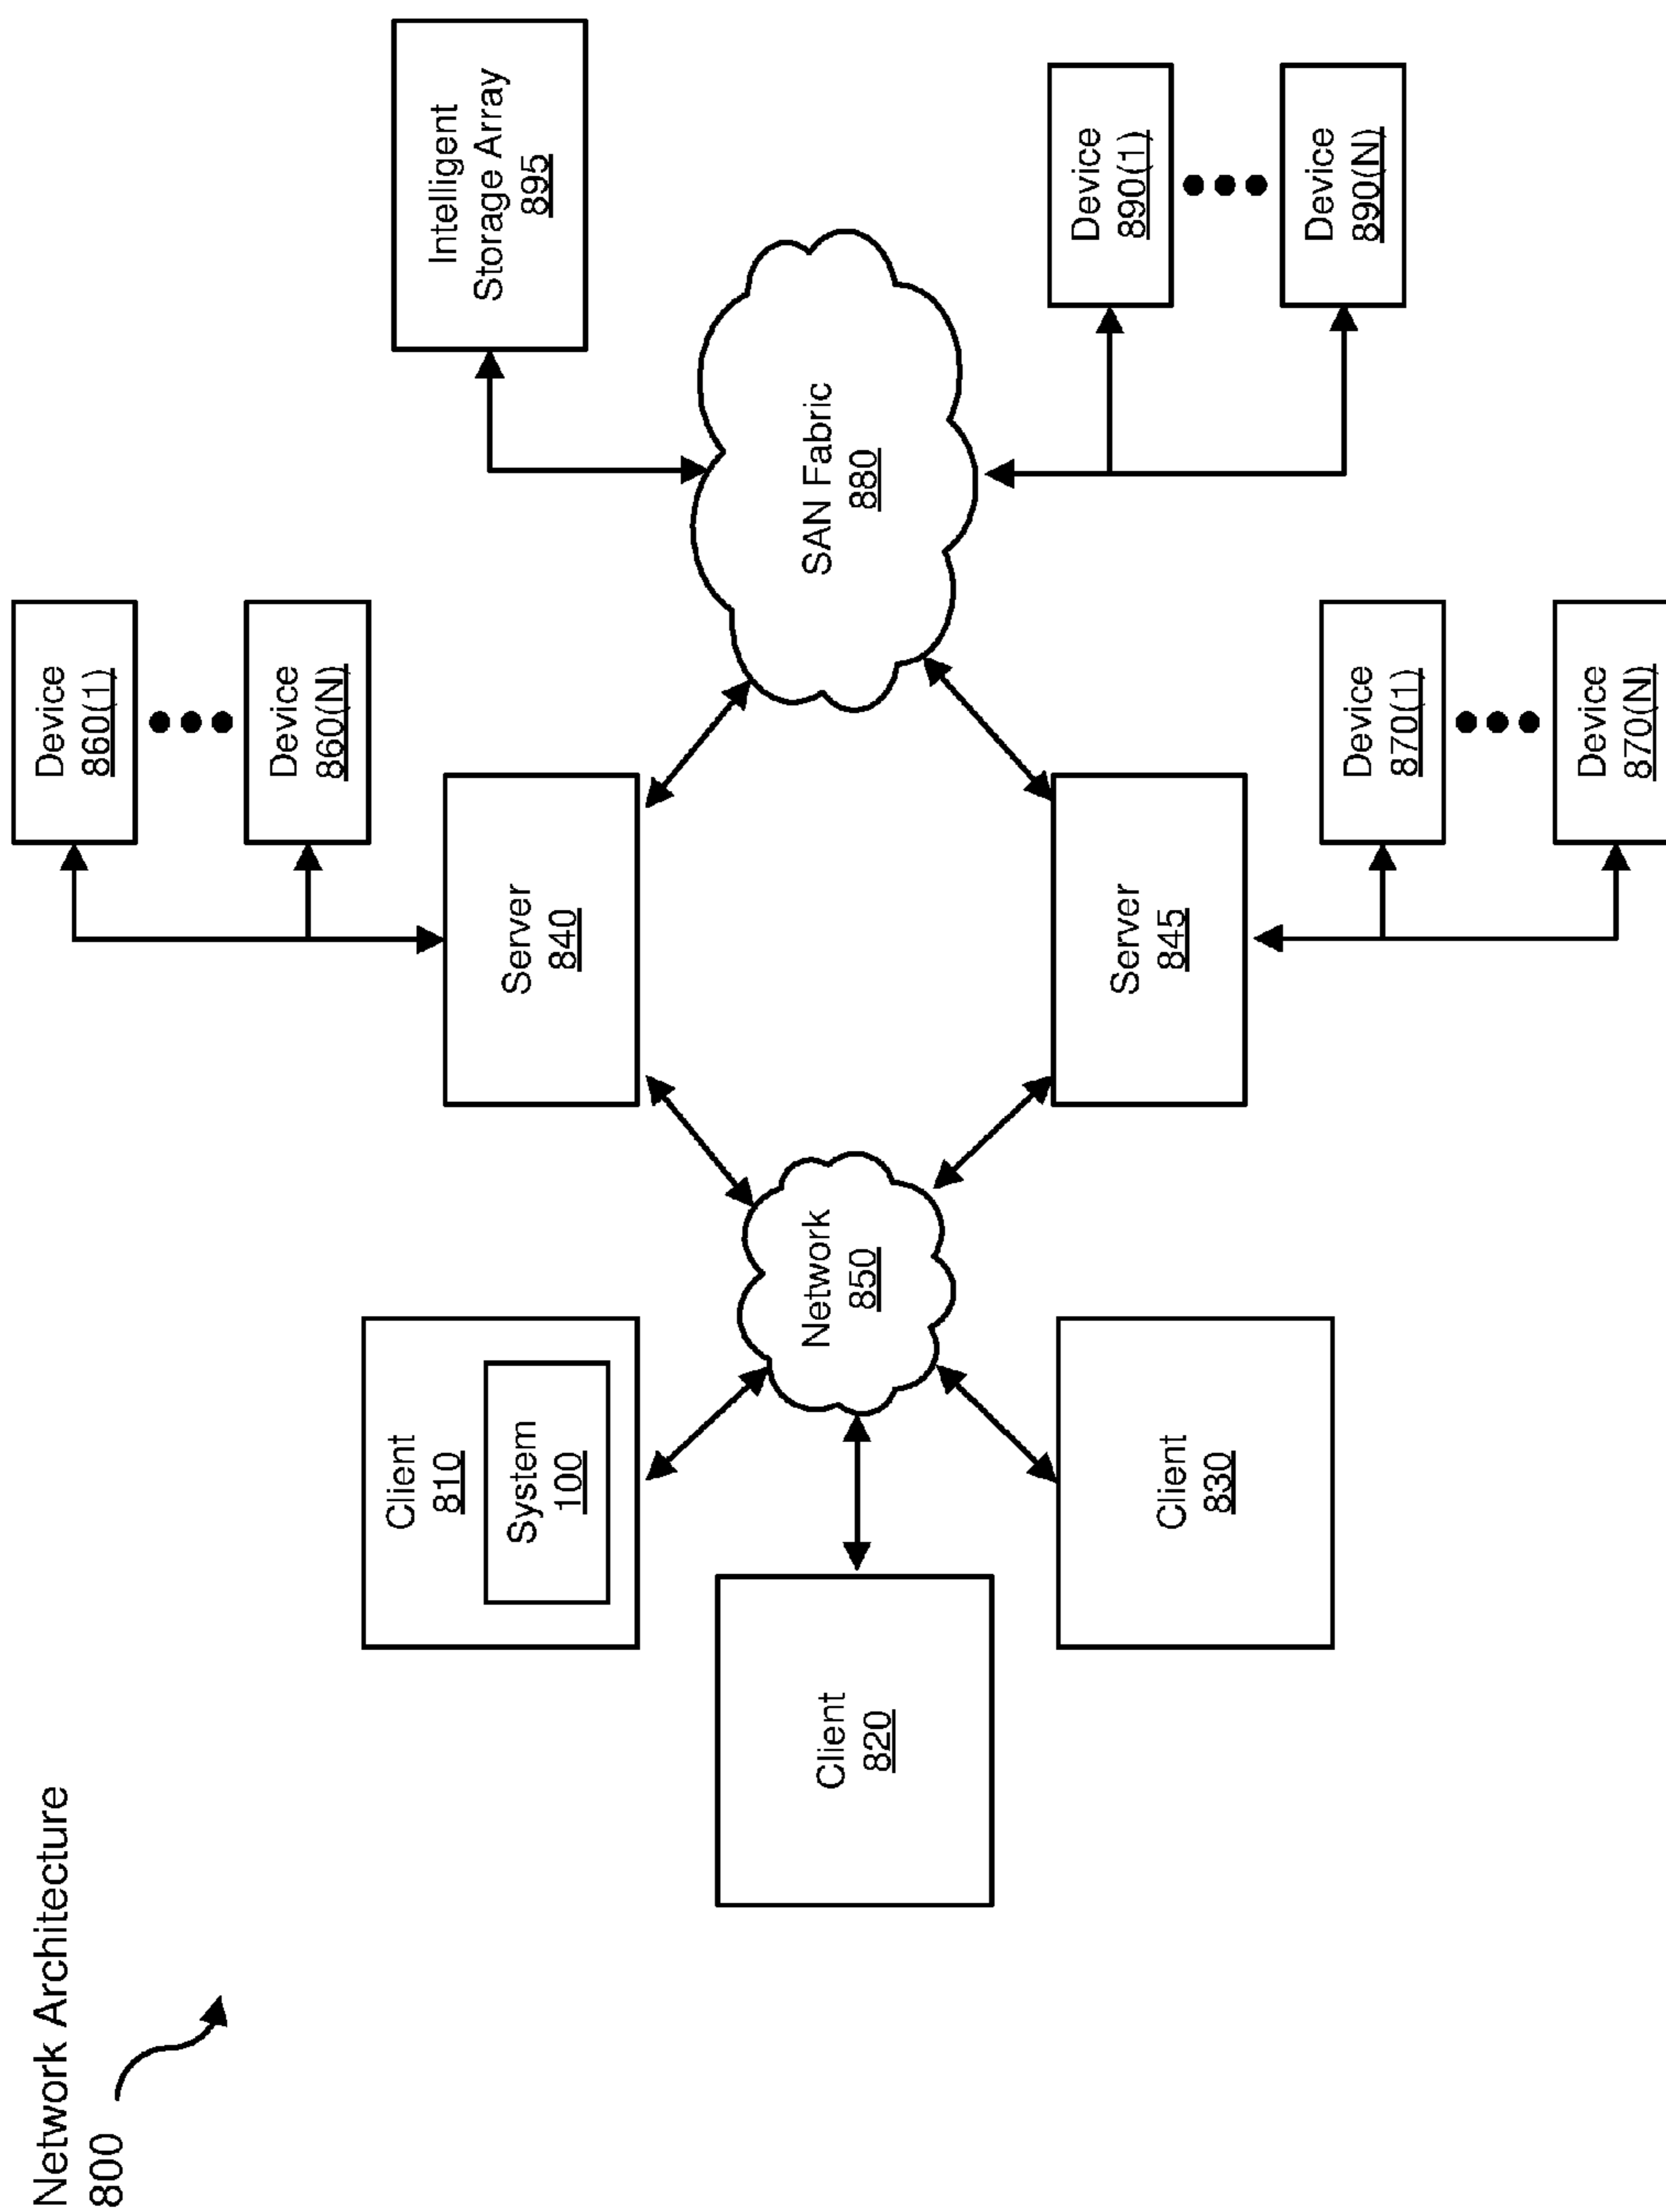 Network Architecture
800
Client
810
System
100
Client
820
Client
830
Network
850
Device
860(1)
Device
860(N)
Server
840
Server
845
Device
870(1)
Device
870(N)
SAN Fabric
880
Intelligent
Storage Array
895
Device
890(1)
Device
890(N)